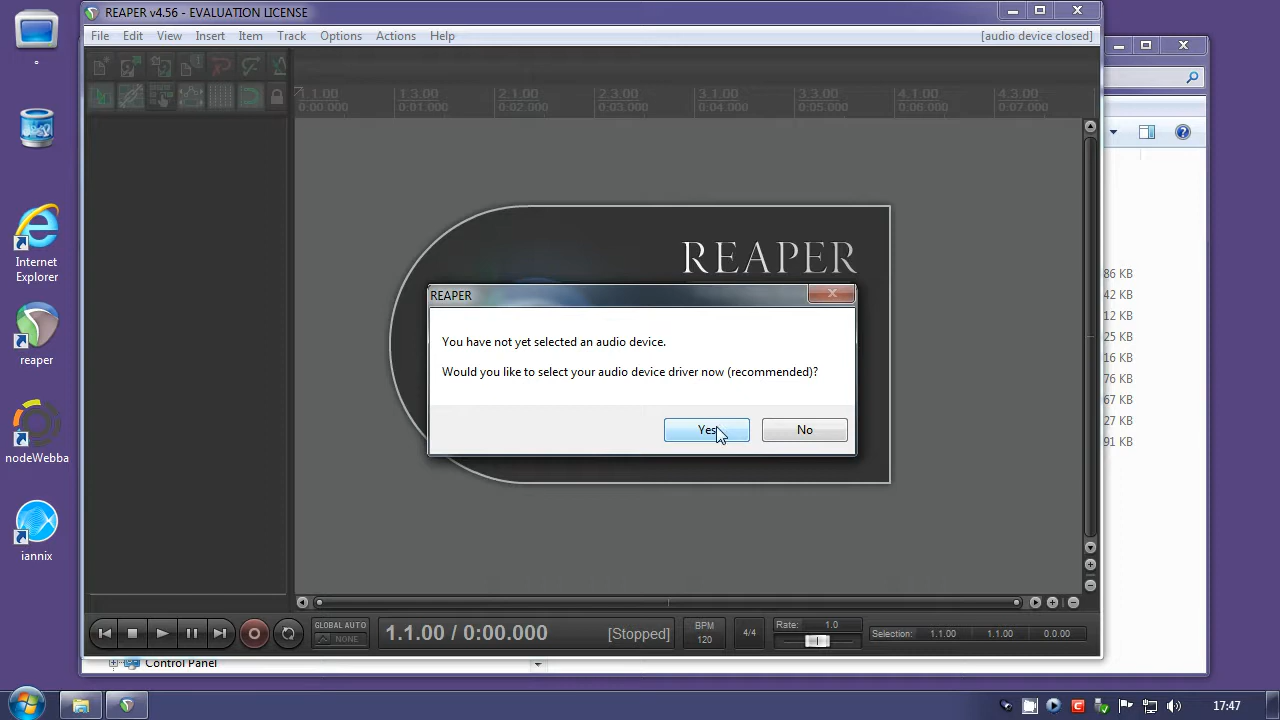 REAPER v4.56 - EVALUATION LICENSE
File Edit View Insert Item Track Options Actions Help [audio device closed]
1.1.00 1.3.00 2.1.00 2.3.00 3.1.00 3.3.00 4.1.00 4.3.00
0:00.000 0:01.000 0:02.000 0:03.000 0:04.000 0:05.000 0:06.000 0:07.000
REAPER
REAPER
You have not yet selected an audio device.
Would you like to select your audio device driver now (recommended)?
Yes No
Internet
Explorer
reaper
nodeWebba
iannix
86 KB
42 KB
12 KB
25 KB
76 KB
67 KB
27 KB
91 KB
GLOBAL AUTO
NONE
1.1.00 / 0:00.000 [Stopped]
BPM
120
4/4
Rate: 1.0
Selection: 1.1.00 1.1.00 0.0.00
Control Panel
17:47